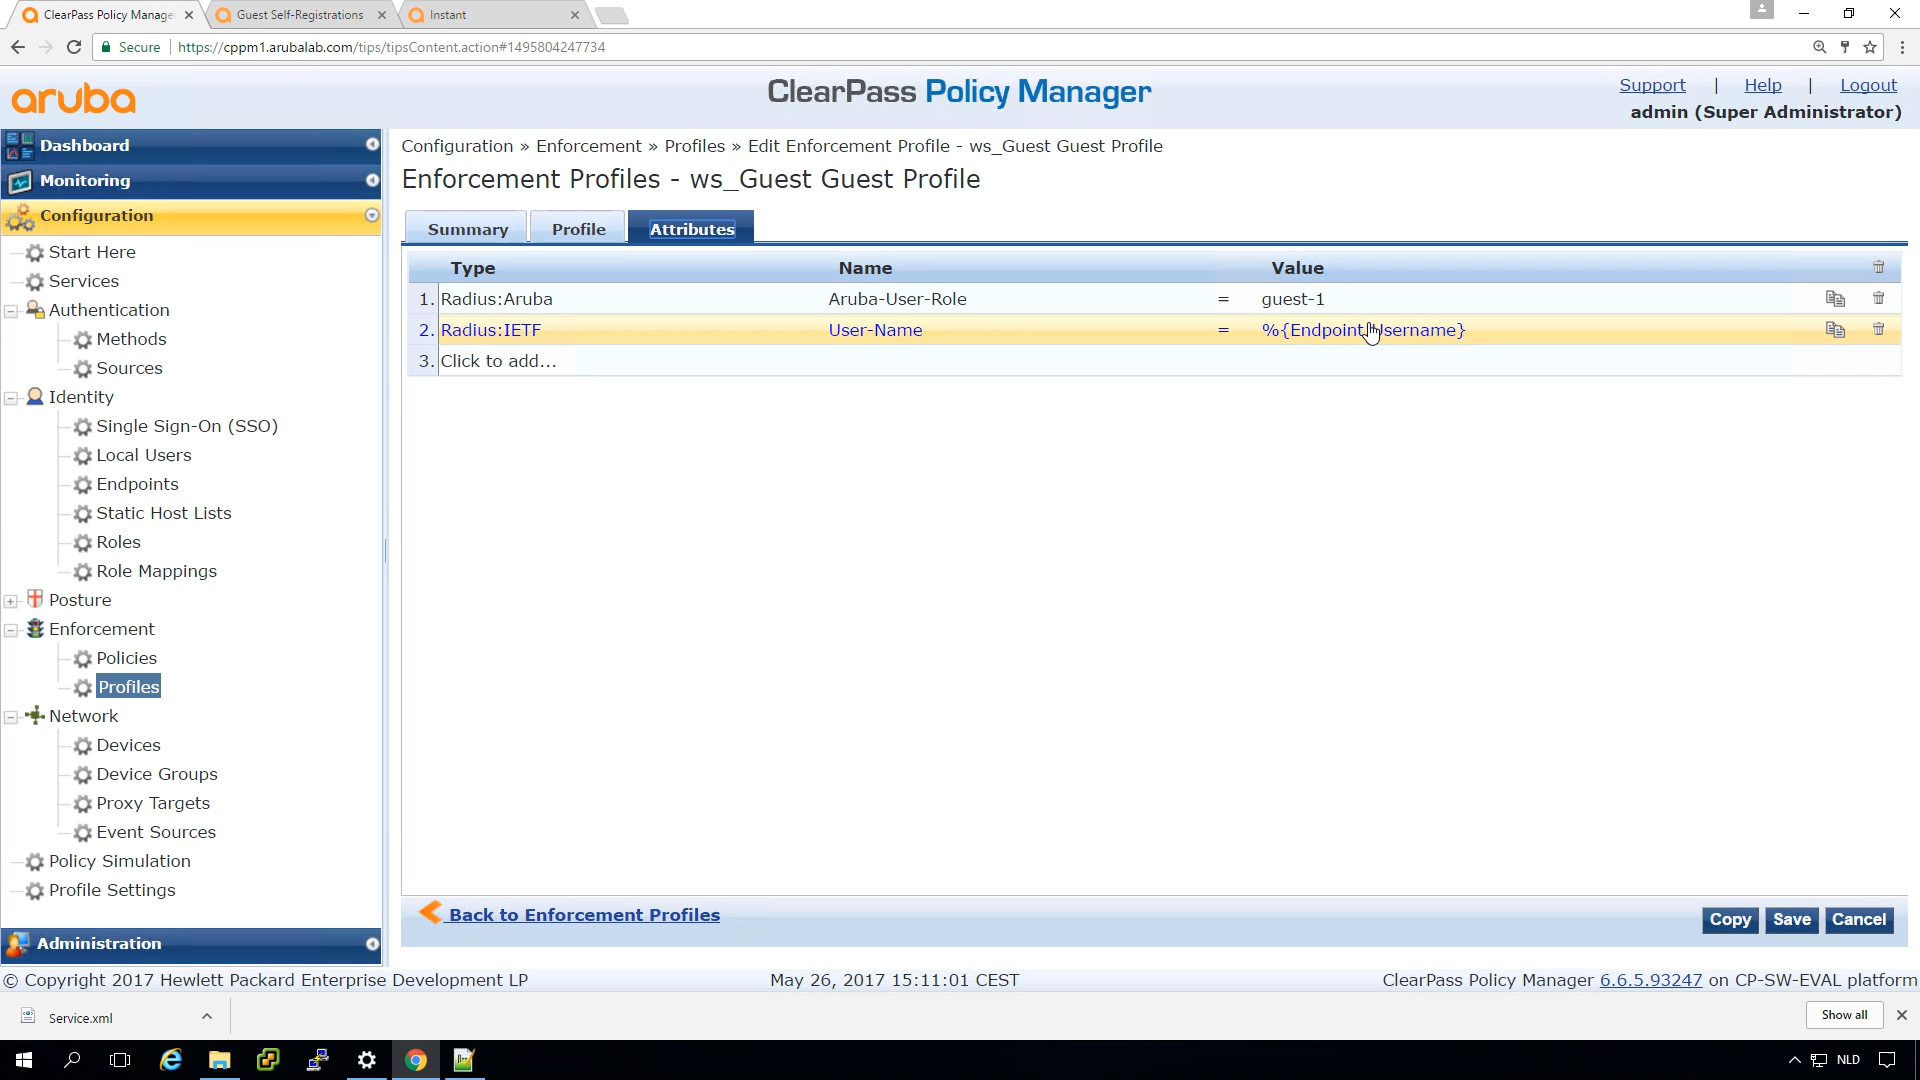 ClearPass Policy Manage
Guest Self-Registrations
Instant
Secure
https://cppm1.arubalab.com/tips/tipsContent.action#1495804247734
aruba
ClearPass Policy Manager
Support | Help | Logout
admin (Super Administrator)
Dashboard
Monitoring
Configuration
Start Here
Services
Authentication
Methods
Sources
Identity
Single Sign-On (SSO)
Local Users
Endpoints
Static Host Lists
Roles
Role Mappings
Posture
Enforcement
Policies
Profiles
Network
Devices
Device Groups
Proxy Targets
Event Sources
Policy Simulation
Profile Settings
Administration
Configuration » Enforcement » Profiles » Edit Enforcement Profile - ws_Guest Guest Profile
Enforcement Profiles - ws_Guest Guest Profile
Summary Profile Attributes
Type Name Value
1. Radius:Aruba Aruba-User-Role = guest-1
2. Radius:IETF User-Name =
3. Click to add...
Back to Enforcement Profiles
Copy Save Cancel
© Copyright 2017 Hewlett Packard Enterprise Development LP
May 26, 2017 15:11:01 CEST
ClearPass Policy Manager 6.6.5.93247 on CP-SW-EVAL platform
Service.xml
Show all
NLD